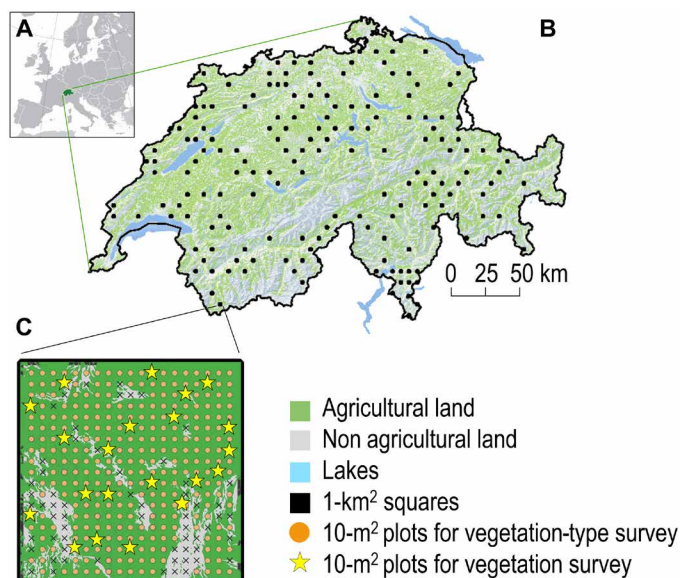 A
B
0 25 50 km
C
Agricultural land
Non agricultural land
Lakes
1-km² squares
10-m² plots for vegetation-type survey
10-m² plots for vegetation survey